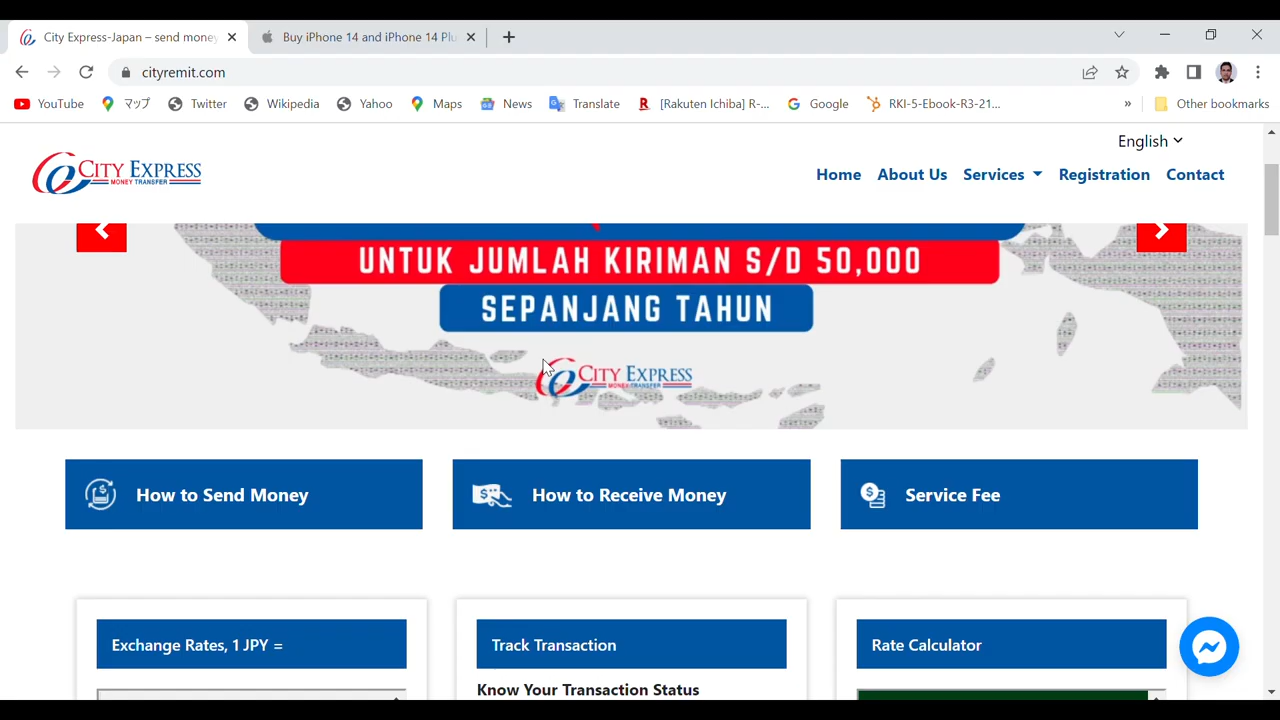 City Express-Japan – send money
Buy iPhone 14 and iPhone 14 Plu
cityremit.com
YouTube
マップ
Twitter
Wikipedia
Yahoo
Maps
News
Translate
[Rakuten Ichiba] R-...
Google
RKI-5-Ebook-R3-21...
»
Other bookmarks
English
CITY EXPRESS
MONEY TRANSFER
Home
About Us
Services
Registration
Contact
UNTUK JUMLAH KIRIMAN S/D 50,000
SEPANJANG TAHUN
CITY EXPRESS
MONEY TRANSFER
How to Send Money
How to Receive Money
Service Fee
Exchange Rates, 1 JPY =
Track Transaction
Rate Calculator
Know Your Transaction Status